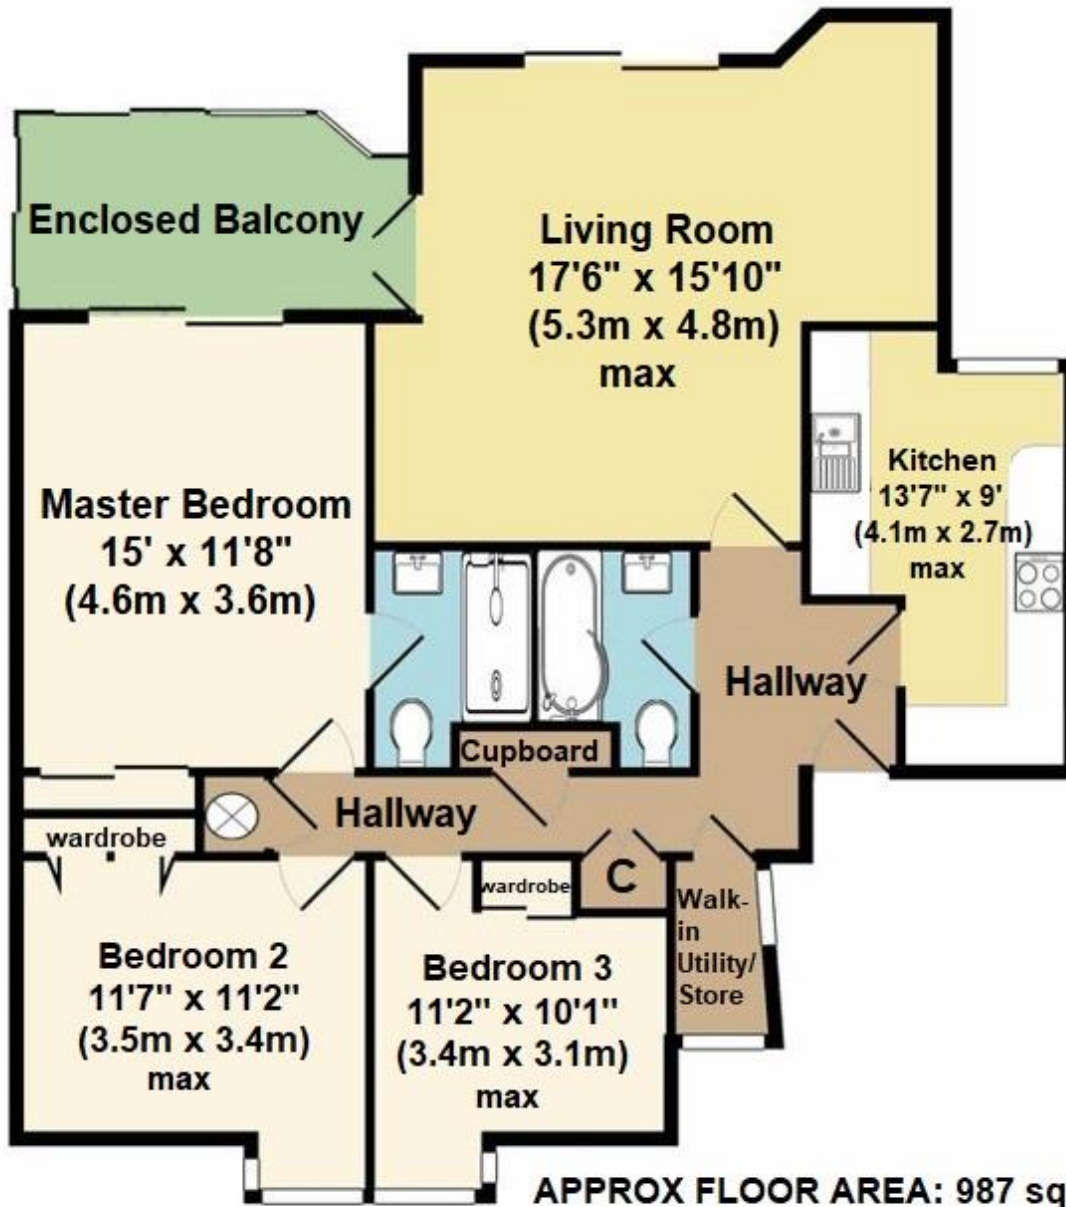 Enclosed Balcony
Living Room
17'6" x 15'10"
(5.3m x 4.8m)
max
Kitchen
13'7" x 9'
(4.1m x 2.7m)
max
Master Bedroom
15' x 11'8"
(4.6m x 3.6m)
Hallway
Cupboard
Hallway
wardrobe
wardrobe
C
Walk-
in
Utility/
Store
Bedroom 2
11'7" x 11'2"
(3.5m x 3.4m)
max
Bedroom 3
11'2" x 10'1"
(3.4m x 3.1m)
max
APPROX FLOOR AREA: 987 sq